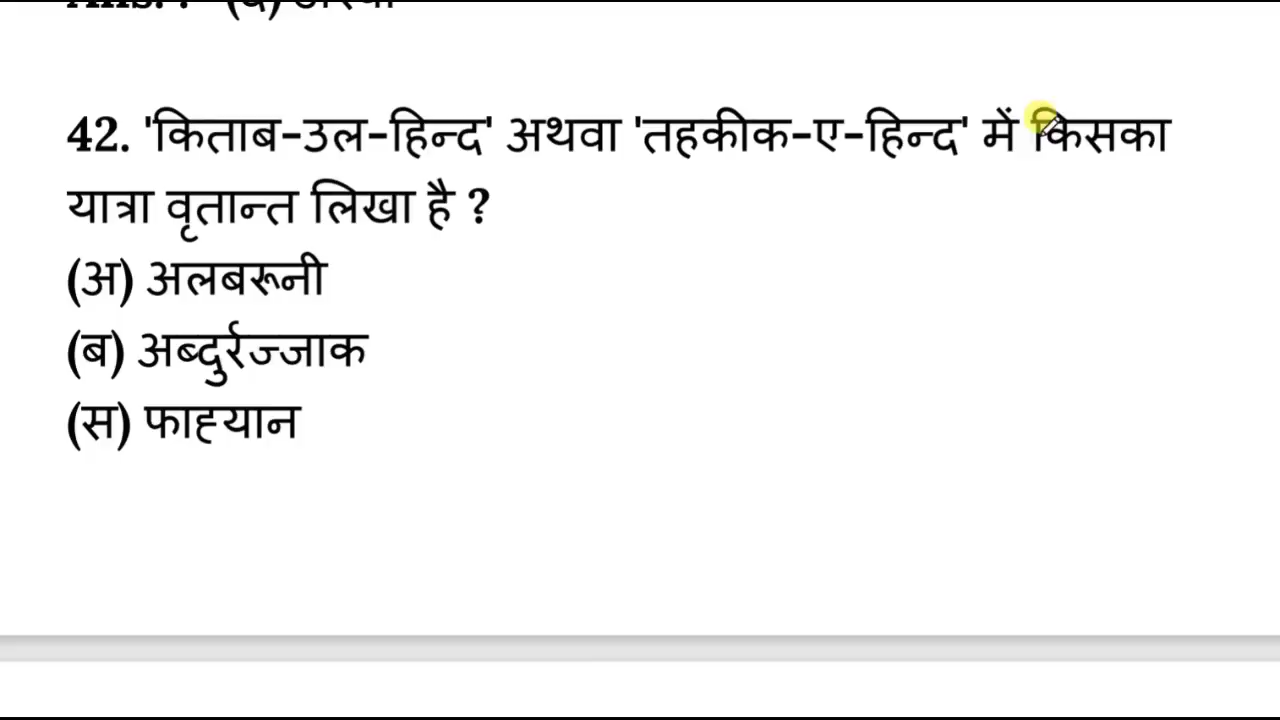 42. 'किताब-उल-हिन्द' अथवा 'तहकीक-ए-हिन्द' में किसका
यात्रा वृतान्त लिखा है ?
(अ) अलबरूनी
(ब) अब्दुर्रज्जाक
(स) फाह्यान